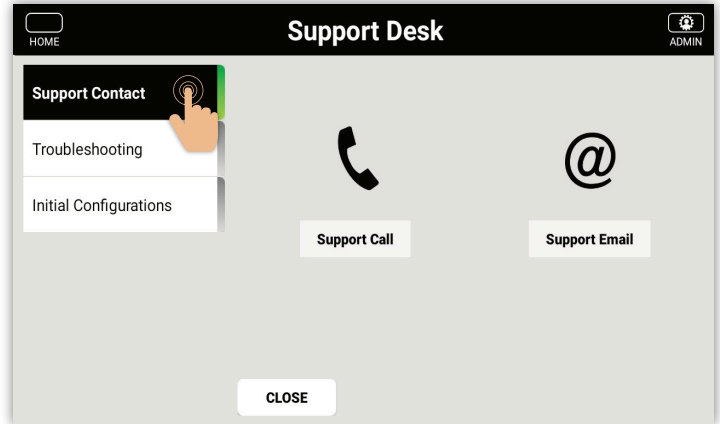 HOME
Support Desk
ADMIN
Support Contact
Troubleshooting
Initial Configurations
@
Support Call
Support Email
CLOSE